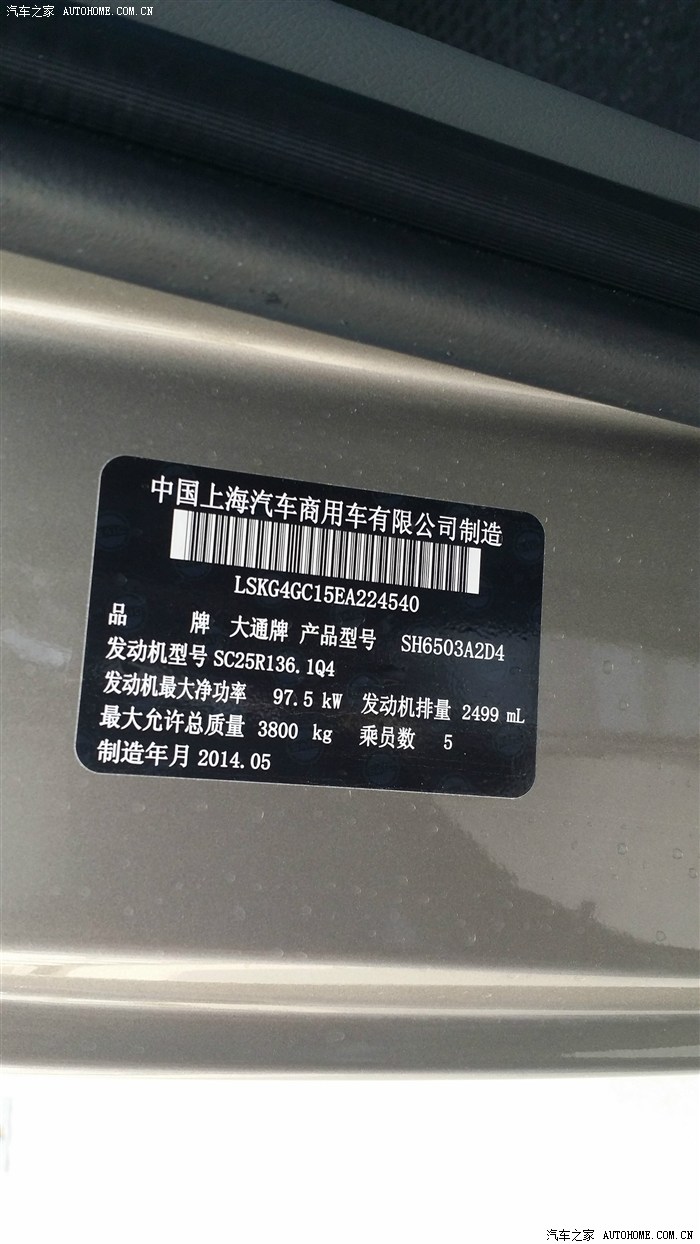 汽车之家 AUTOHOME.COM.CN
中国上海汽车商用车有限公司制造
LSKG4GC15EA224540
品 牌 大通牌 产品型号 SH6503A2D4
发动机型号 SC25R136.1Q4
发动机最大净功率 97.5 kW 发动机排量 2499 mL
最大允许总质量 3800 kg 乘员数 5
制造年月 2014.05
汽车之家 AUTOHOME.COM.CN